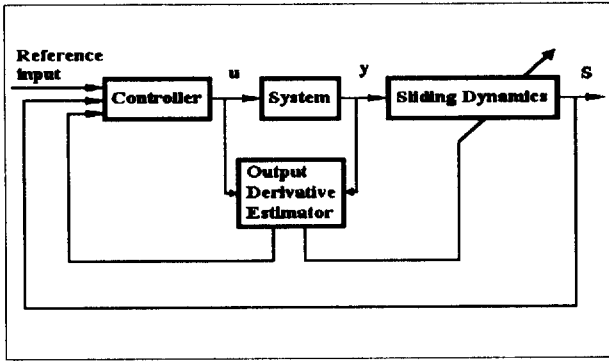 Reference
input
u
y
S
Controller
System
Sliding Dynamics
Output
Derivative
Estimator